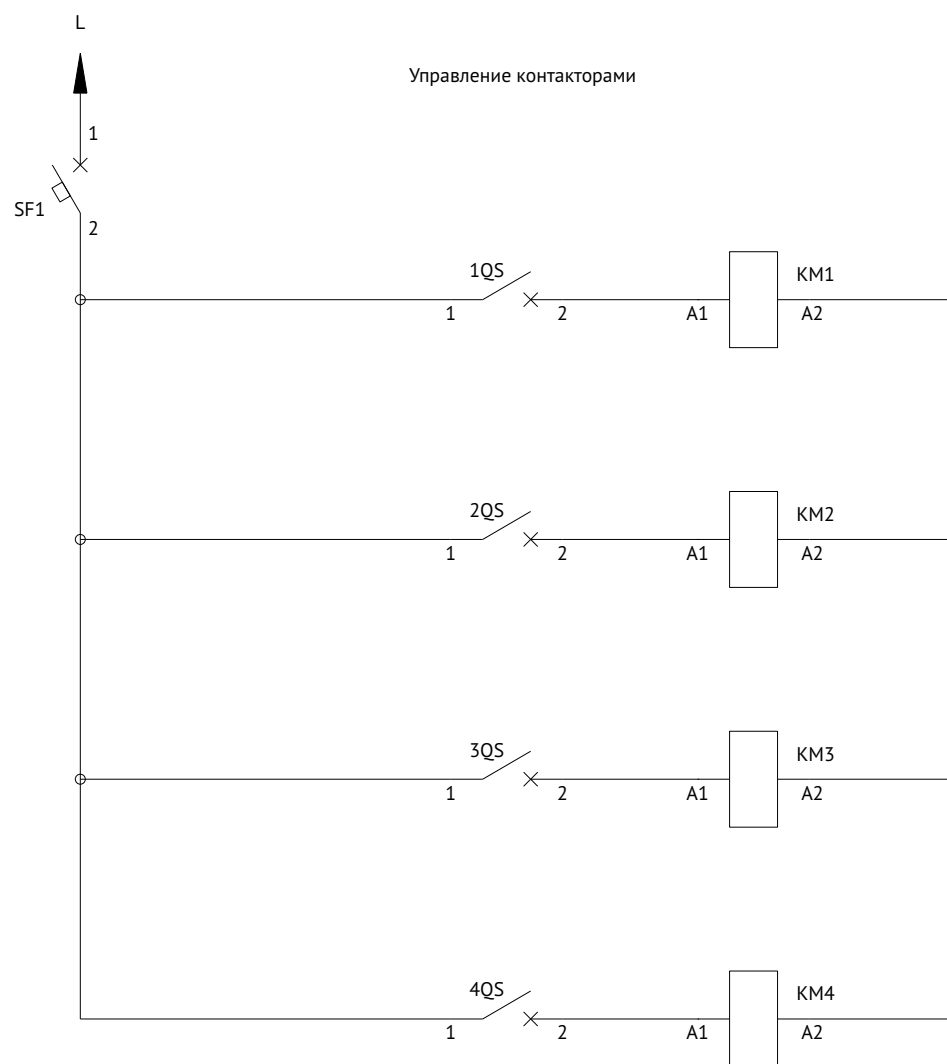 L
Управление контакторами
1
SF1
2
1QS
KM1
1
2
A1
A2
2QS
KM2
1
2
A1
A2
3QS
KM3
1
2
A1
A2
4QS
KM4
1
2
A1
A2